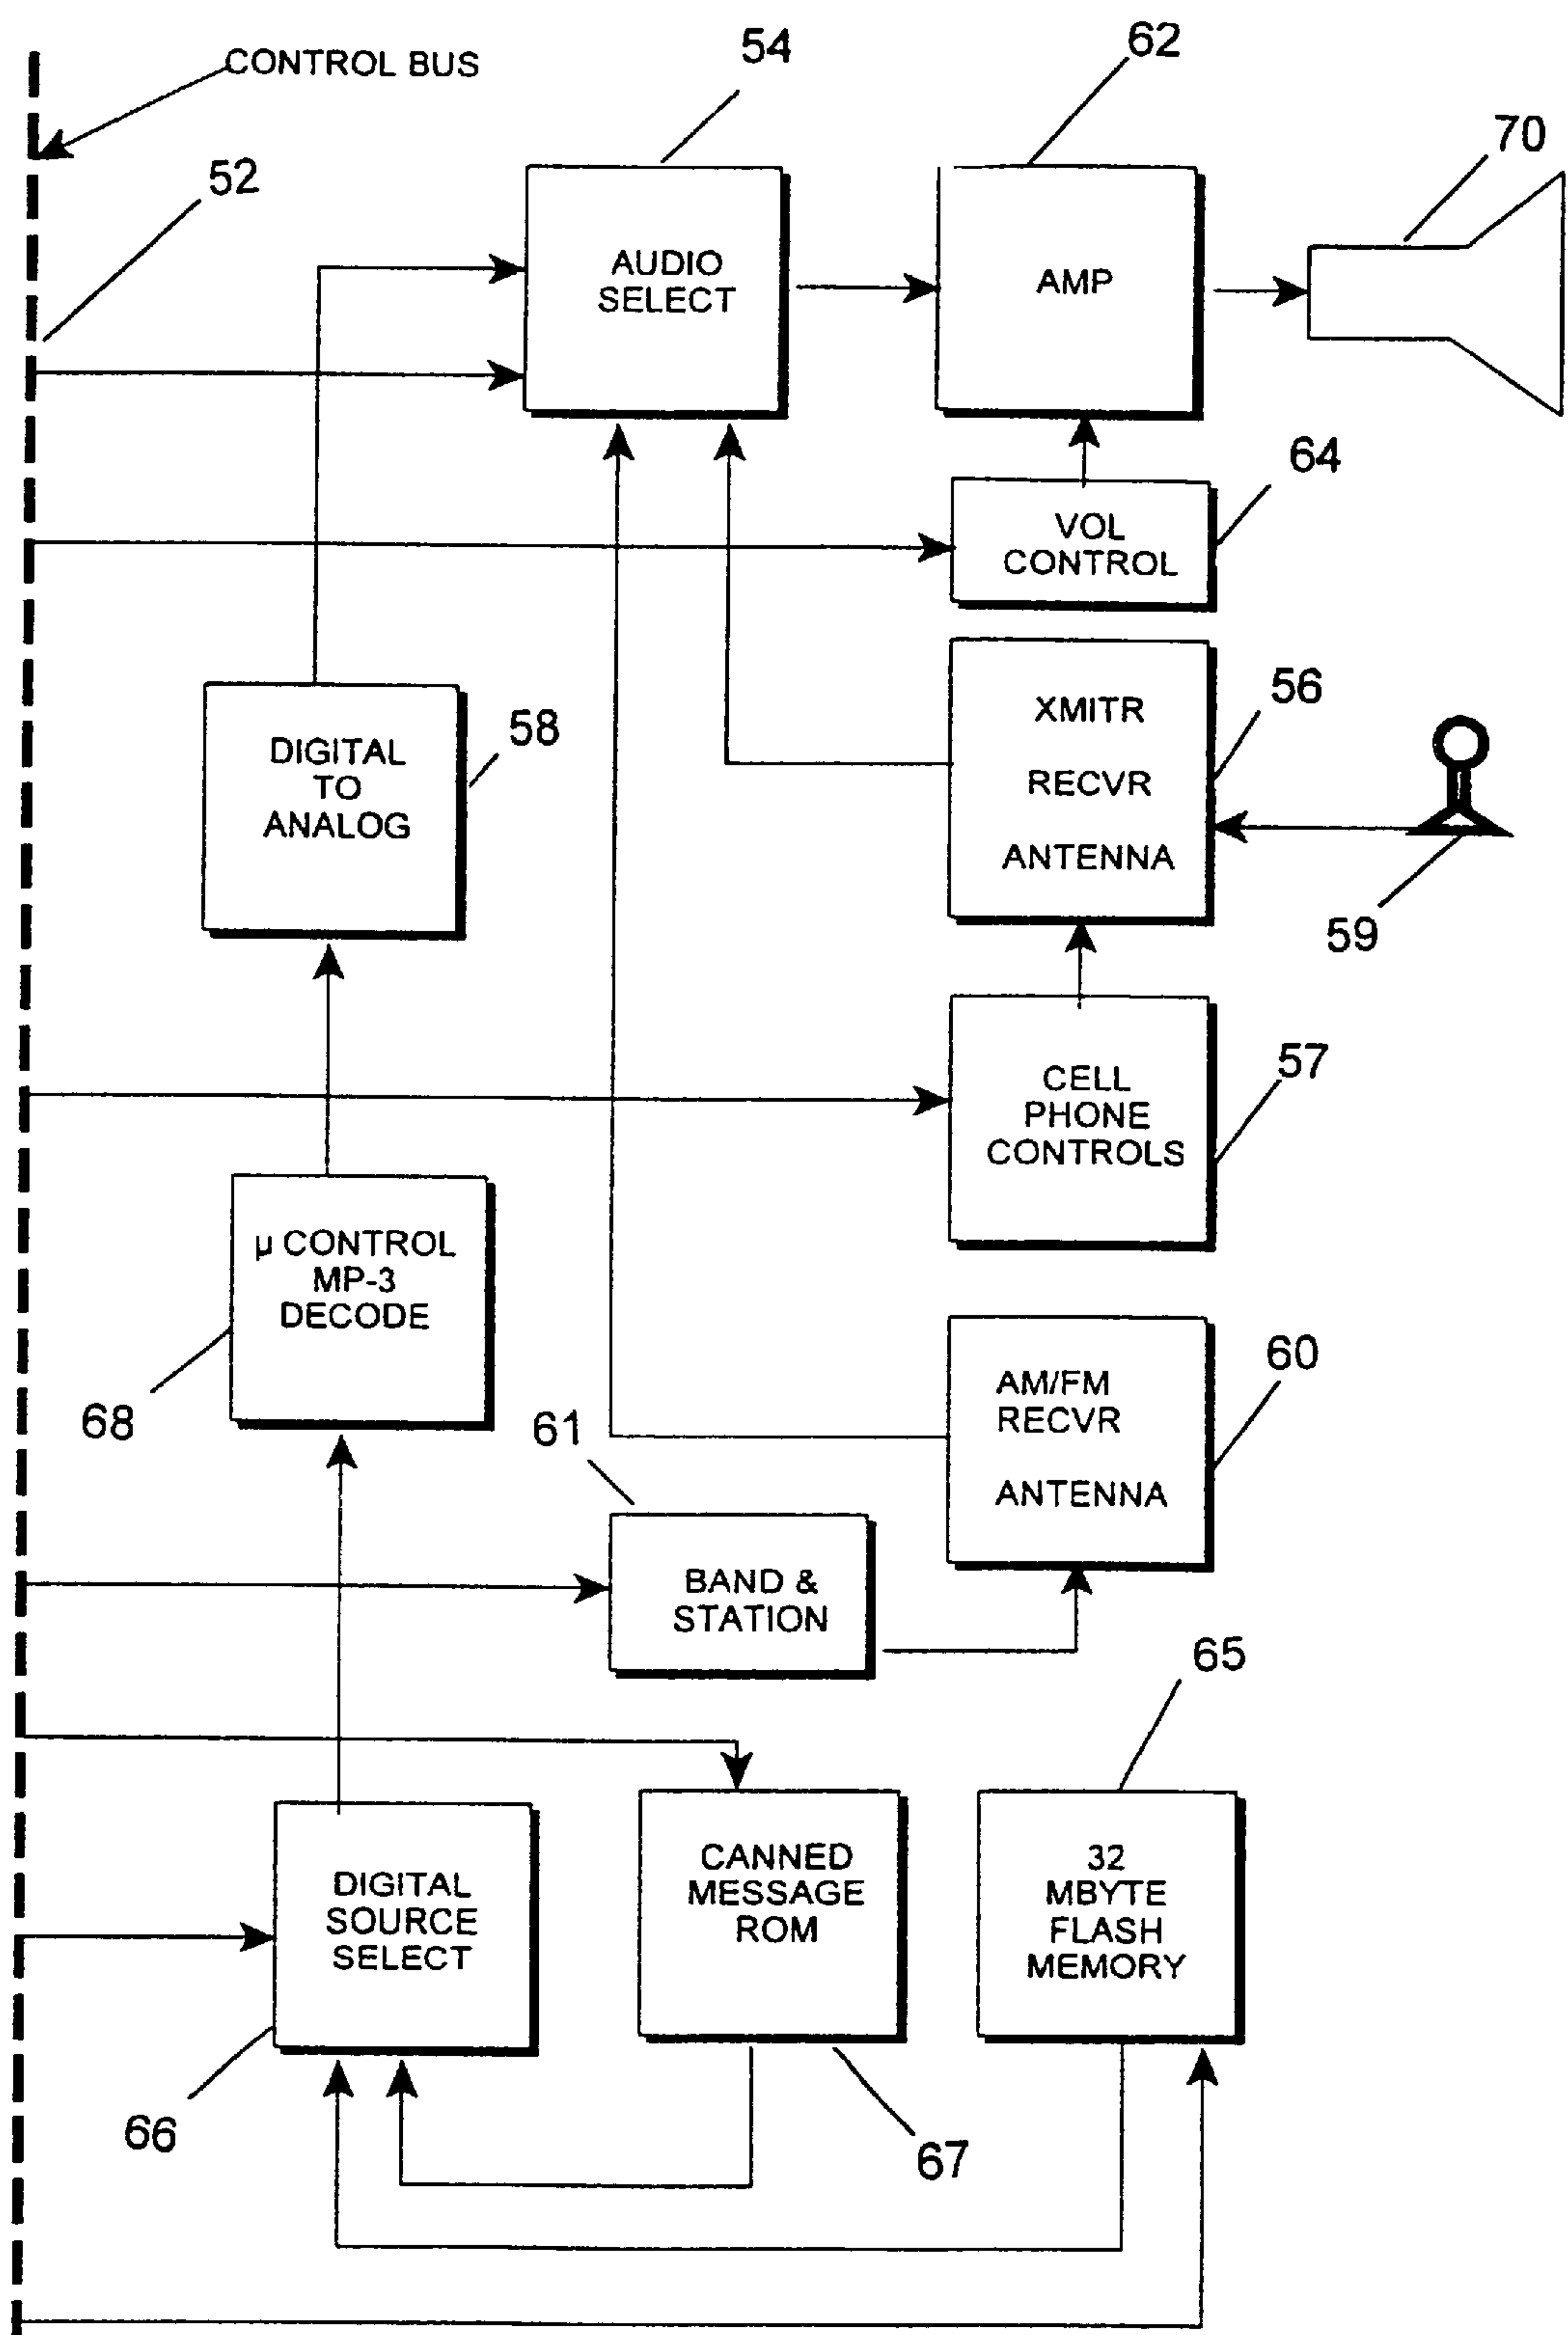 CONTROL BUS
54
62
70
52
AUDIO
SELECT
AMP
64
VOL
CONTROL
XMITR
RECVR
ANTENNA
56
59
DIGITAL
TO
ANALOG
58
CELL
PHONE
CONTROLS
57
µ CONTROL
MP-3
DECODE
68
AM/FM
RECVR
ANTENNA
60
61
BAND &
STATION
65
DIGITAL
SOURCE
SELECT
66
CANNED
MESSAGE
ROM
67
32
MBYTE
FLASH
MEMORY